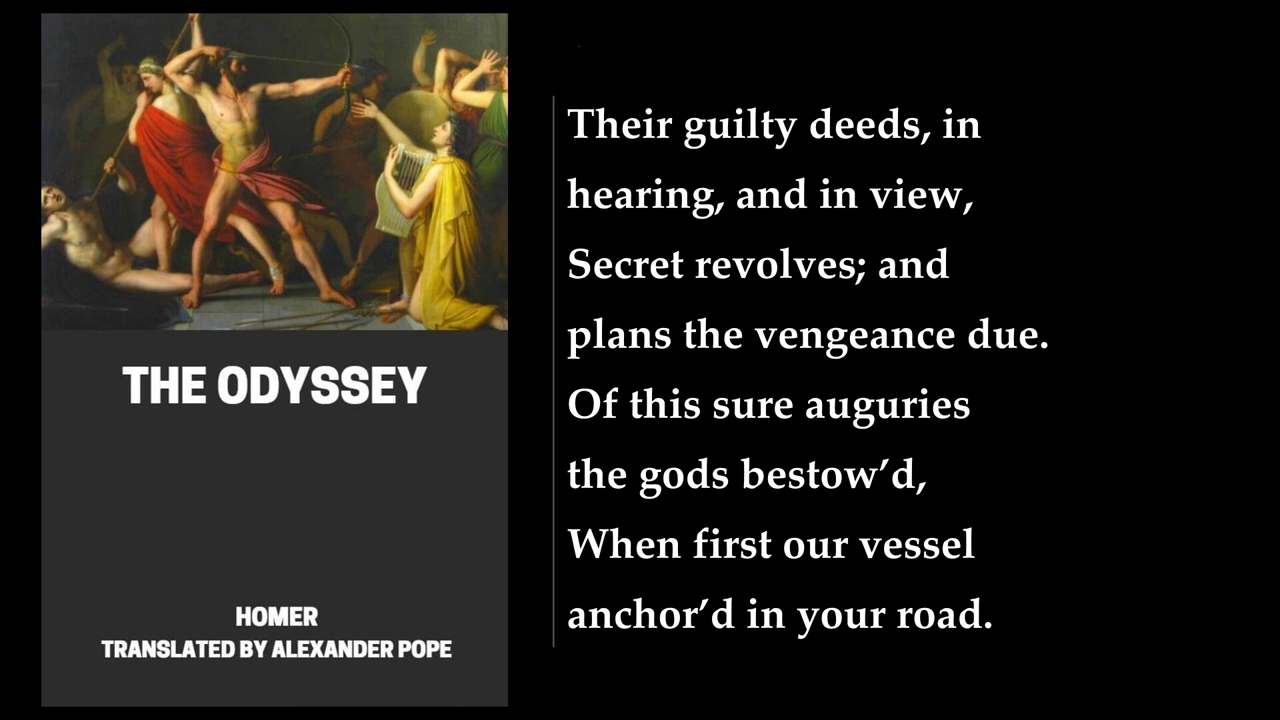 THE ODYSSEY
HOMER
TRANSLATED BY ALEXANDER POPE
Their guilty deeds, in
hearing, and in view,
Secret revolves; and
plans the vengeance due.
Of this sure auguries
the gods bestow’d,
When first our vessel
anchor’d in your road.